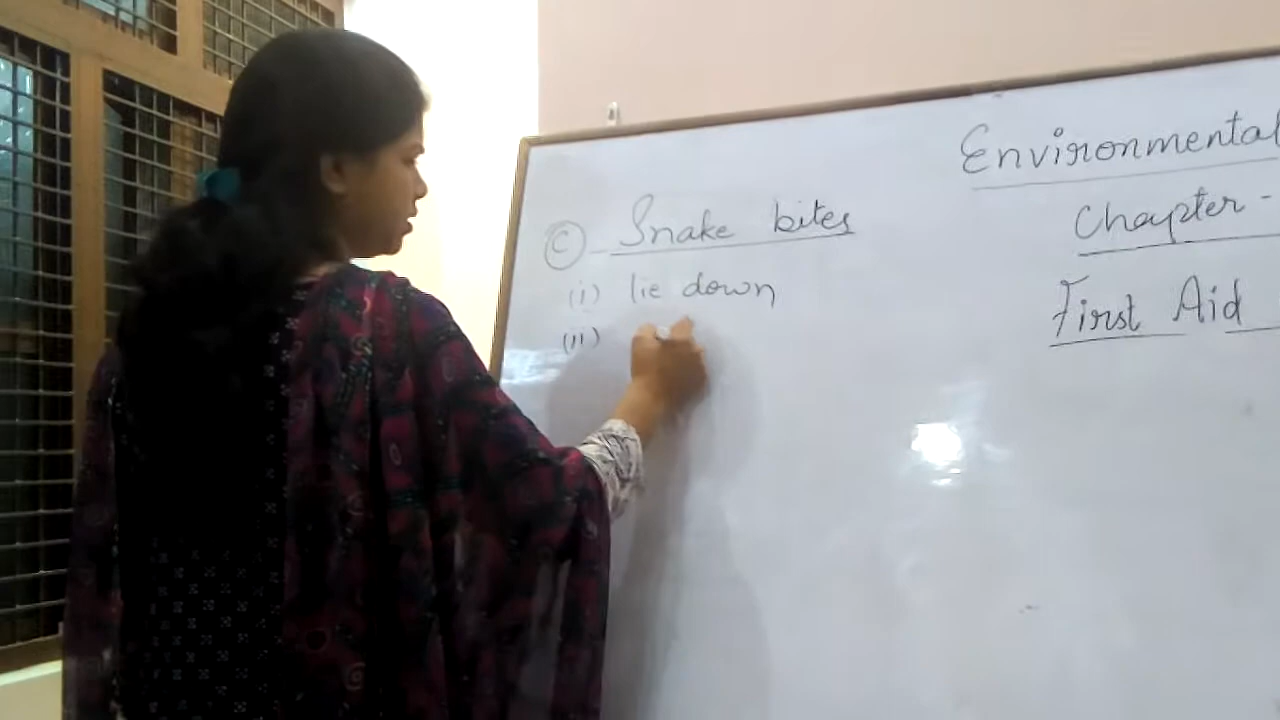 Environmental
Chapter -
First Aid
(C) Snake bites
(i) lie down
(ii)